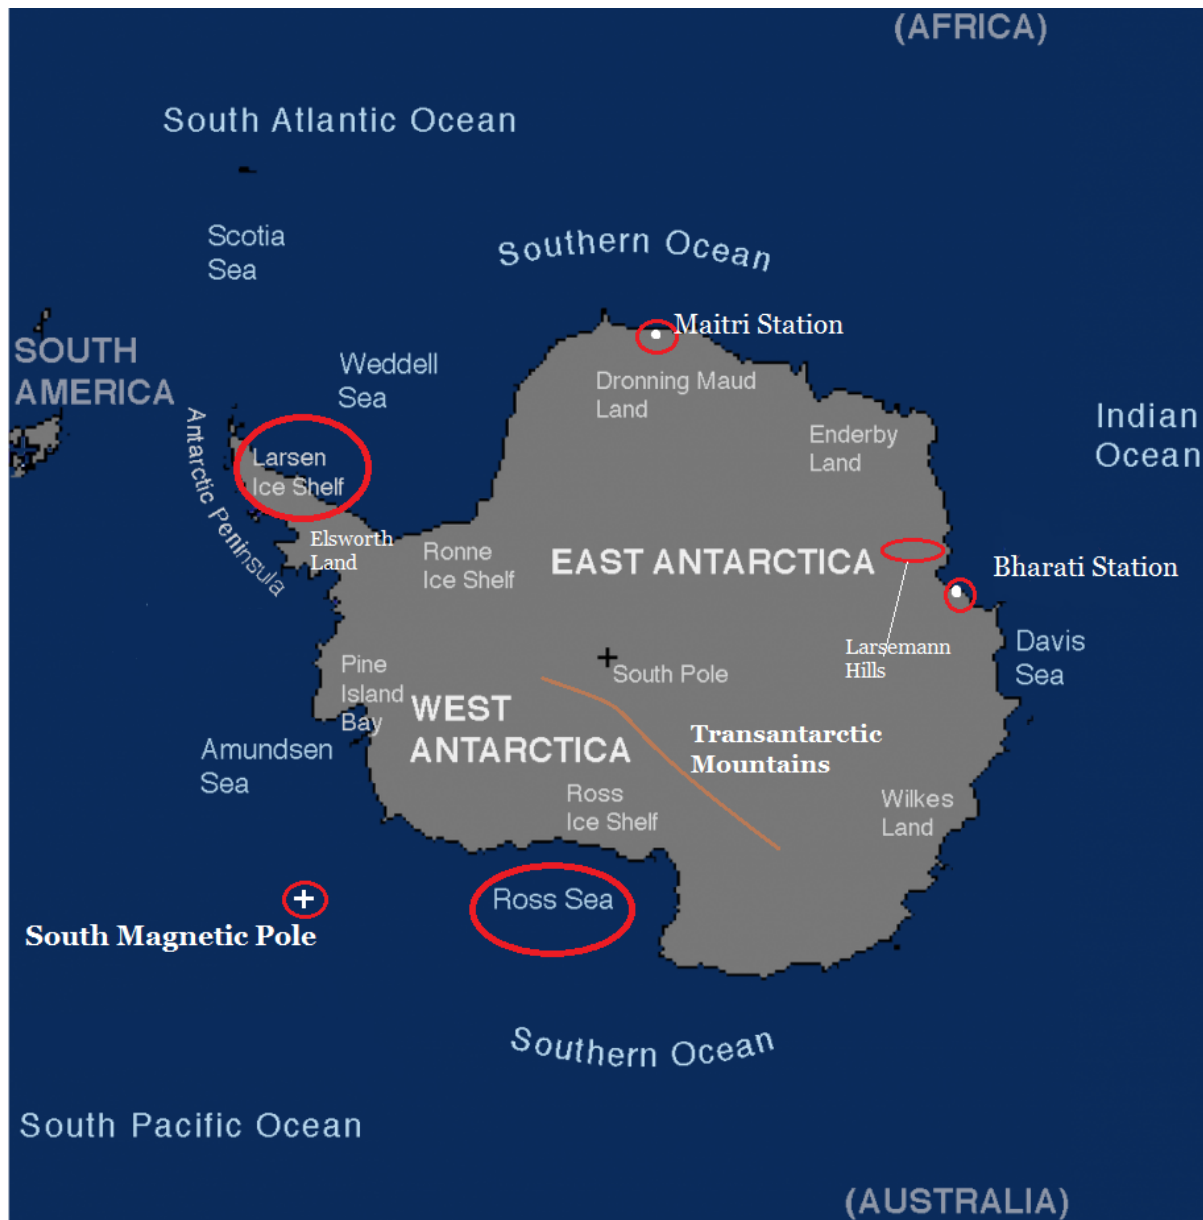 (AFRICA)
South Atlantic Ocean
Scotia
Sea
Southern Ocean
Maitri Station
SOUTH
AMERICA
Weddell
Sea
Dronning Maud
Land
Indian
Ocean
Enderby
Land
Antarctic Peninsula
Larsen
Ice Shelf
Elsworth
Land
Ronne
Ice Shelf
EAST ANTARCTICA
Bharati Station
Larsemann
Hills
Davis
Sea
South Pole
Pine
Island
Bay
WEST
ANTARCTICA
Transantarctic
Mountains
Amundsen
Sea
Ross
Ice Shelf
Wilkes
Land
Ross Sea
South Magnetic Pole
Southern Ocean
South Pacific Ocean
(AUSTRALIA)